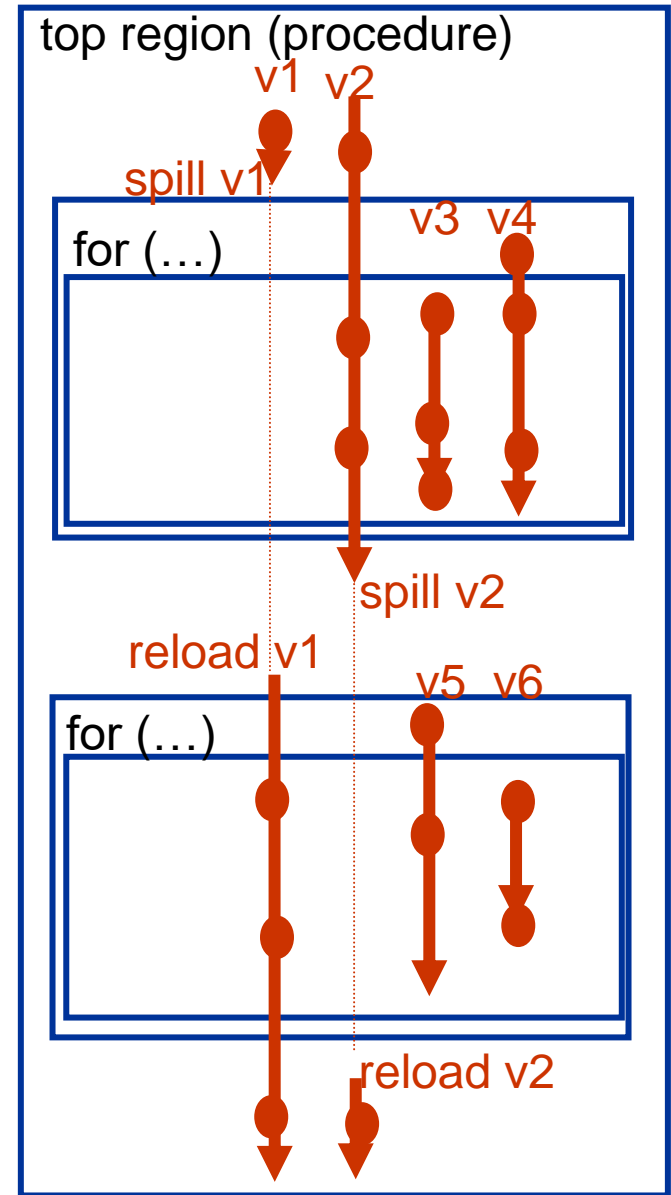 top region (procedure)
v1 v2
spill v1
v3 v4
for (…)
spill v2
reload v1
v5 v6
for (…)
reload v2